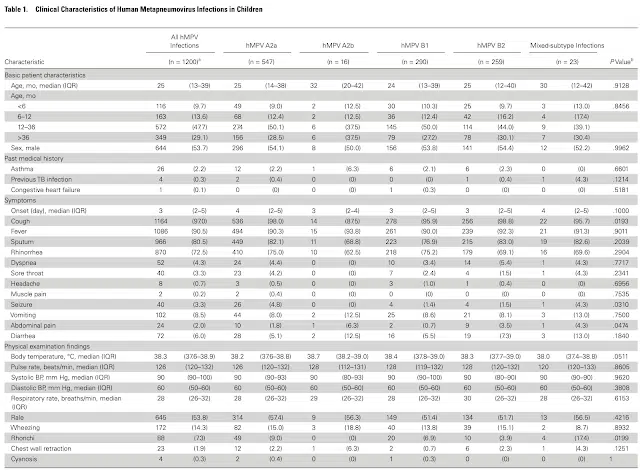 Table 1. Clinical Characteristics of Human Metapneumovirus Infections in Children
All hMPV Infections hMPV A2a hMPV A2b hMPV B1 hMPV B2 Mixed-subtype Infections
Characteristic (n = 1200)a (n = 547) (n = 16) (n = 290) (n = 259) (n = 23) P Valueb
Basic patient characteristics
Age, mo, median (IQR) 25 (13–39) 25 (14–38) 32 (20–42) 24 (13–39) 25 (12–40) 30 (12–42) .9128
Age, mo
<6 116 (9.7) 49 (9.0) 2 (12.5) 30 (10.3) 25 (9.7) 3 (13.0) .8456
6–12 163 (13.6) 68 (12.4) 2 (12.5) 36 (12.4) 42 (16.2) 4 (17.4)
12–36 572 (47.7) 274 (50.1) 6 (37.5) 145 (50.0) 114 (44.0) 9 (39.1)
>36 349 (29.1) 156 (28.5) 6 (37.5) 79 (27.2) 78 (30.1) 7 (30.4)
Sex, male 644 (53.7) 296 (54.1) 8 (50.0) 156 (53.8) 141 (54.4) 12 (52.2) .9962
Past medical history
Asthma 26 (2.2) 12 (2.2) 1 (6.3) 6 (2.1) 6 (2.3) 0 (0) .6601
Previous TB infection 4 (0.3) 2 (0.4) 0 (0) 0 (0) 1 (0.4) 1 (4.3) .1214
Congestive heart failure 1 (0.1) 0 (0) 0 (0) 1 (0.3) 0 (0) 0 (0) .5181
Symptoms
Onset (day), median (IQR) 3 (2–5) 4 (2–5) 3 (2–4) 3 (2–5) 3 (2–5) 4 (2–5) .1000
Cough 1164 (97.0) 536 (98.0) 14 (87.5) 278 (95.9) 256 (98.8) 22 (95.7) .0193
Fever 1086 (90.5) 494 (90.3) 15 (93.8) 261 (90.0) 239 (92.3) 21 (91.3) .9011
Sputum 966 (80.5) 449 (82.1) 11 (68.8) 223 (76.9) 215 (83.0) 19 (82.6) .2039
Rhinorrhea 870 (72.5) 410 (75.0) 10 (62.5) 218 (75.2) 179 (69.1) 16 (69.6) .2904
Dyspnea 52 (4.3) 24 (4.4) 0 (0) 10 (3.4) 14 (5.4) 1 (4.3) .7717
Sore throat 40 (3.3) 23 (4.2) 0 (0) 7 (2.4) 4 (1.5) 1 (4.3) .2341
Headache 8 (0.7) 3 (0.5) 0 (0) 3 (1.0) 1 (0.4) 0 (0) .6956
Muscle pain 2 (0.2) 2 (0.4) 0 (0) 0 (0) 0 (0) 0 (0) .7535
Seizure 40 (3.3) 26 (4.8) 0 (0) 4 (1.4) 4 (1.5) 1 (4.3) .0310
Vomiting 102 (8.5) 44 (8.0) 2 (12.5) 25 (8.6) 21 (8.1) 3 (13.0) .7500
Abdominal pain 24 (2.0) 10 (1.8) 1 (6.3) 2 (0.7) 9 (3.5) 1 (4.3) .0474
Diarrhea 72 (6.0) 28 (5.1) 2 (12.5) 16 (5.5) 19 (7.3) 3 (13.0) .1840
Physical examination findings
Body temperature, °C, median (IQR) 38.3 (37.6–38.9) 38.2 (37.6–38.8) 38.7 (38.2–39.0) 38.4 (37.8–39.0) 38.3 (37.7–39.0) 38.0 (37.4–38.8) .0511
Pulse rate, beats/min, median (IQR) 126 (120–132) 126 (120–132) 128 (112–131) 128 (119–132) 128 (120–132) 120 (120–133) .8605
Systolic BP, mm Hg, median (IQR) 90 (90–100) 90 (90–93) 90 (80–93) 90 (90–100) 90 (80–90) 90 (90–90) .9620
Diastolic BP, mm Hg, median (IQR) 60 (50–60) 60 (50–60) 60 (50–60) 60 (50–60) 60 (50–60) 60 (50–60) .3808
Respiratory rate, breaths/min, median (IQR) 28 (26–32) 28 (26–32) 29 (26–32) 28 (26–32) 30 (26–32) 28 (26–32) .6153
Rale 646 (53.8) 314 (57.4) 9 (56.3) 149 (51.4) 134 (51.7) 13 (56.5) .4216
Wheezing 172 (14.3) 82 (15.0) 3 (18.8) 40 (13.8) 39 (15.1) 2 (8.7) .8932
Rhonchi 88 (7.3) 49 (9.0) 0 (0) 20 (6.9) 10 (3.9) 4 (17.4) .0199
Chest wall retraction 23 (1.9) 12 (2.2) 1 (6.3) 2 (0.7) 6 (2.3) 1 (4.3) .1251
Cyanosis 4 (0.3) 2 (0.4) 0 (0) 1 (0.3) 0 (0) 0 (0) 1